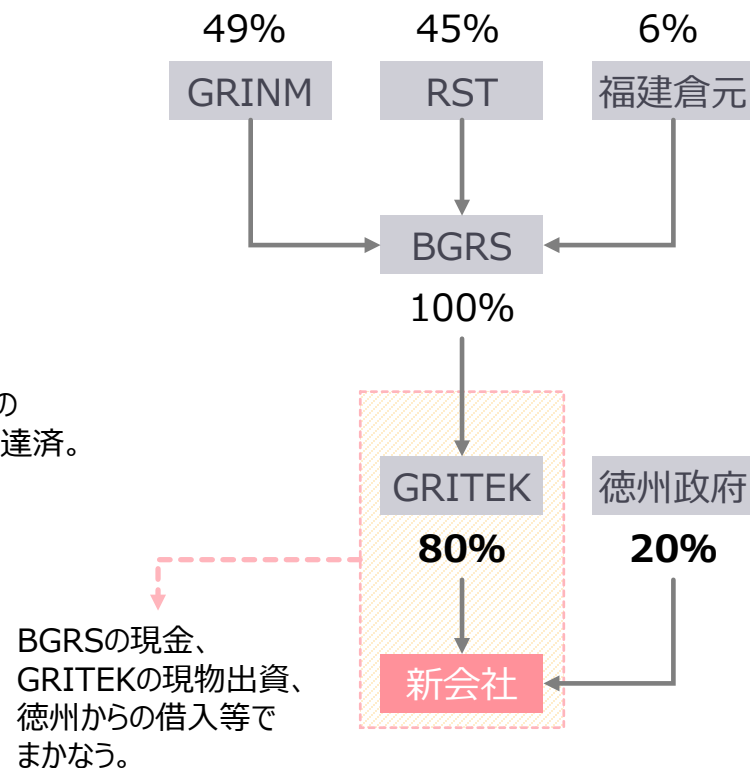 49% 45% 6%
GRINM RST 福建倉元
BGRS
100%
の
達済。
GRITEK 徳州政府
80% 20%
BGRSの現金、
GRITEKの現物出資、
徳州からの借入等で
まかなう。
新会社